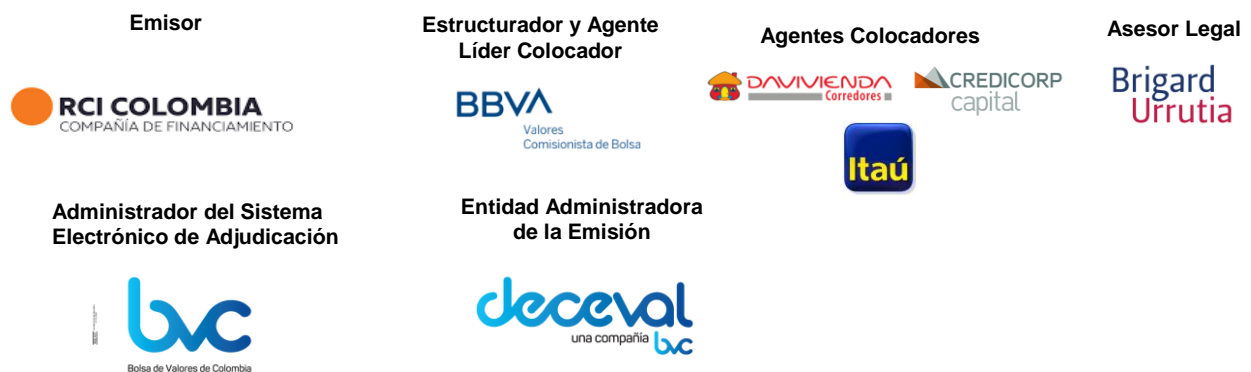 Emisor
Estructurador y Agente
Líder Colocador
Agentes Colocadores
Asesor Legal
RCI COLOMBIA
COMPAÑÍA DE FINANCIAMIENTO
BBVA
Valores
Comisionista de Bolsa
DAVIVIENDA
Corredores
CREDICORP
capital
Itaú
Brigard
Urrutia
Administrador del Sistema
Electrónico de Adjudicación
Entidad Administradora
de la Emisión
bvc
Bolsa de Valores de Colombia
deceval
una compañía bvc